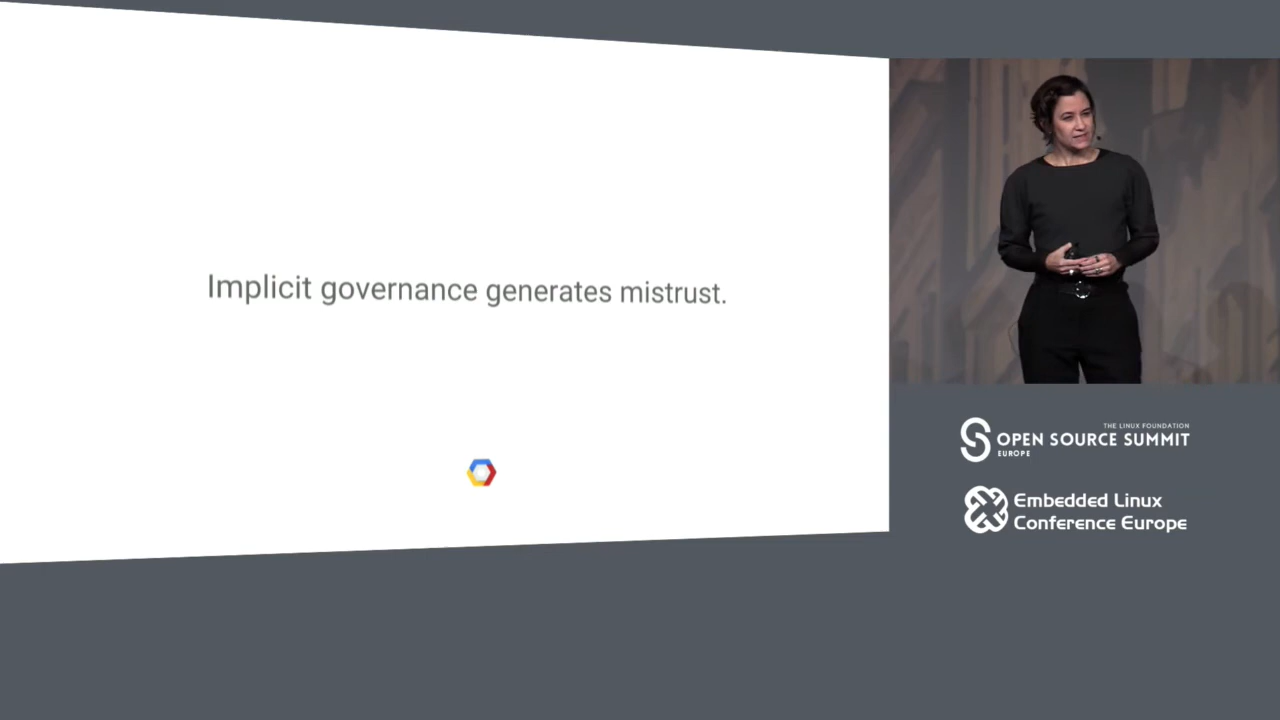 Implicit governance generates mistrust.
THE LINUX FOUNDATION
OPEN SOURCE SUMMIT
EUROPE
Embedded Linux
Conference Europe